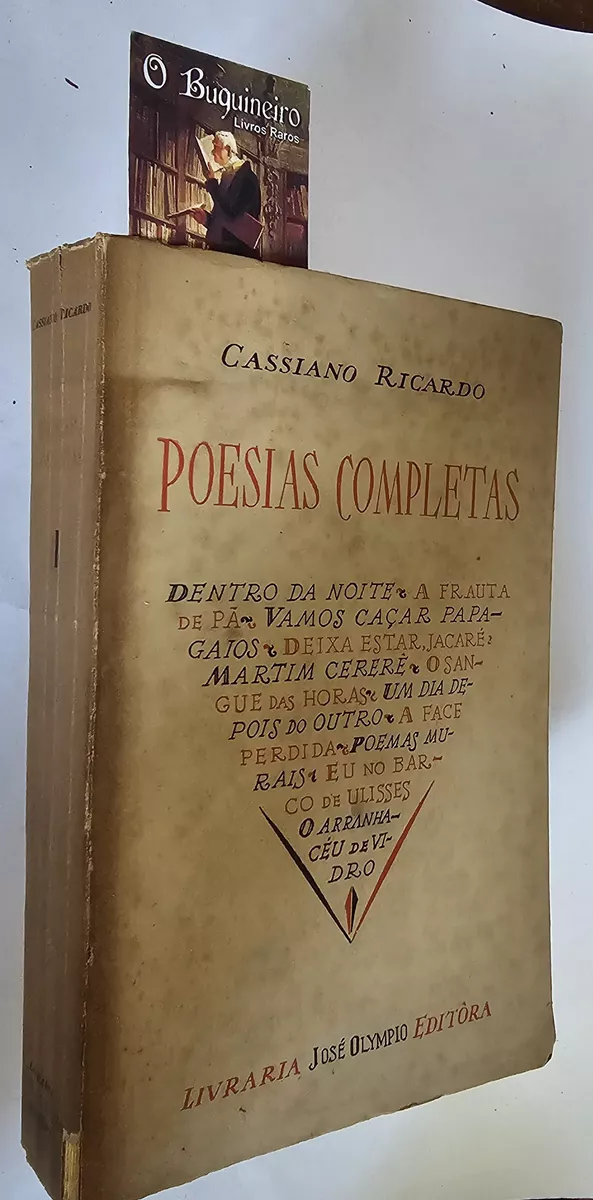 O Buquineiro
Livros Raros
CASSIANO RICARDO
CASSIANO RICARDO
POESIAS COMPLETAS
DENTRO DA NOITE A FRAUTA
DE PÃ VAMOS CAÇAR PAPA-
GAIOS DEIXA ESTAR, JACARÉ
MARTIM CERERÊ O SAN-
GUE DAS HORAS UM DIA DE-
POIS DO OUTRO A FACE
PERDIDA POEMAS MU-
RAIS EU NO BAR-
CO DE ULISSES
O ARRANHA-
CÉU DE VI-
DRO
LIVRARIA JOSÉ OLYMPIO EDITÔRA